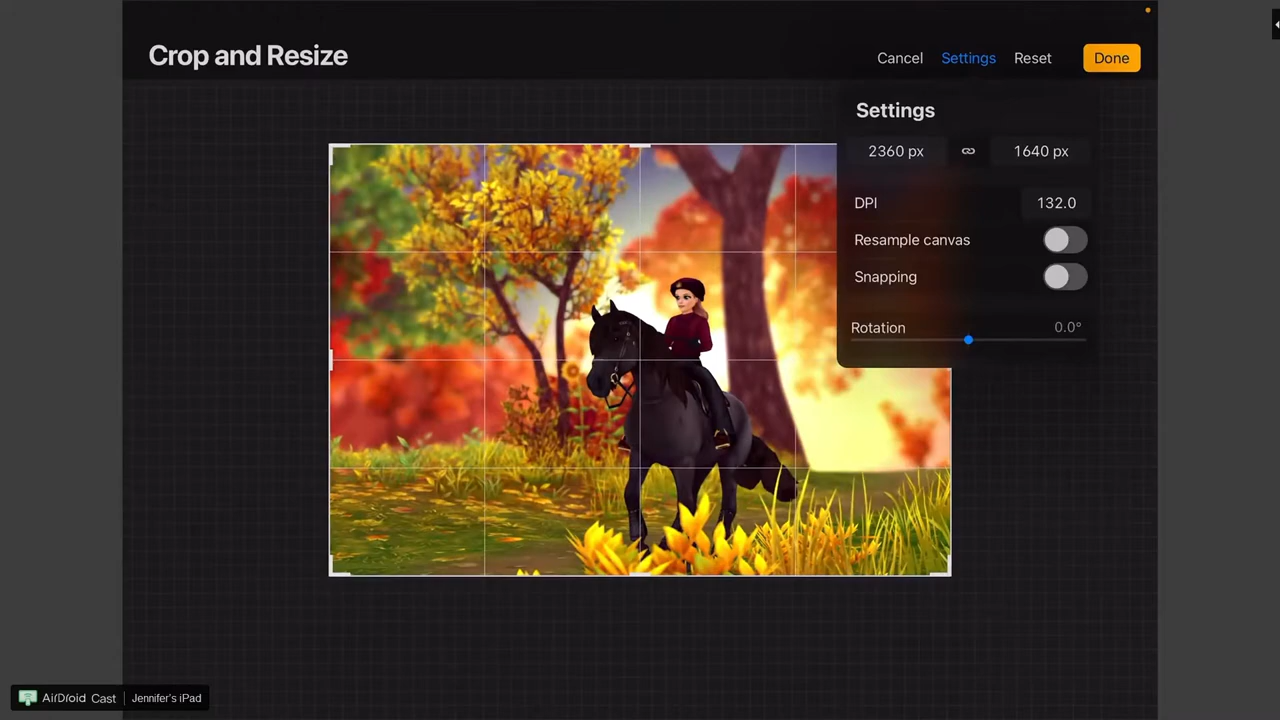 Crop and Resize
Cancel Settings Reset Done
Settings
2360 px 1640 px
DPI 132.0
Resample canvas
Snapping
Rotation 0.0°
AirDroid Cast | Jennifer's iPad